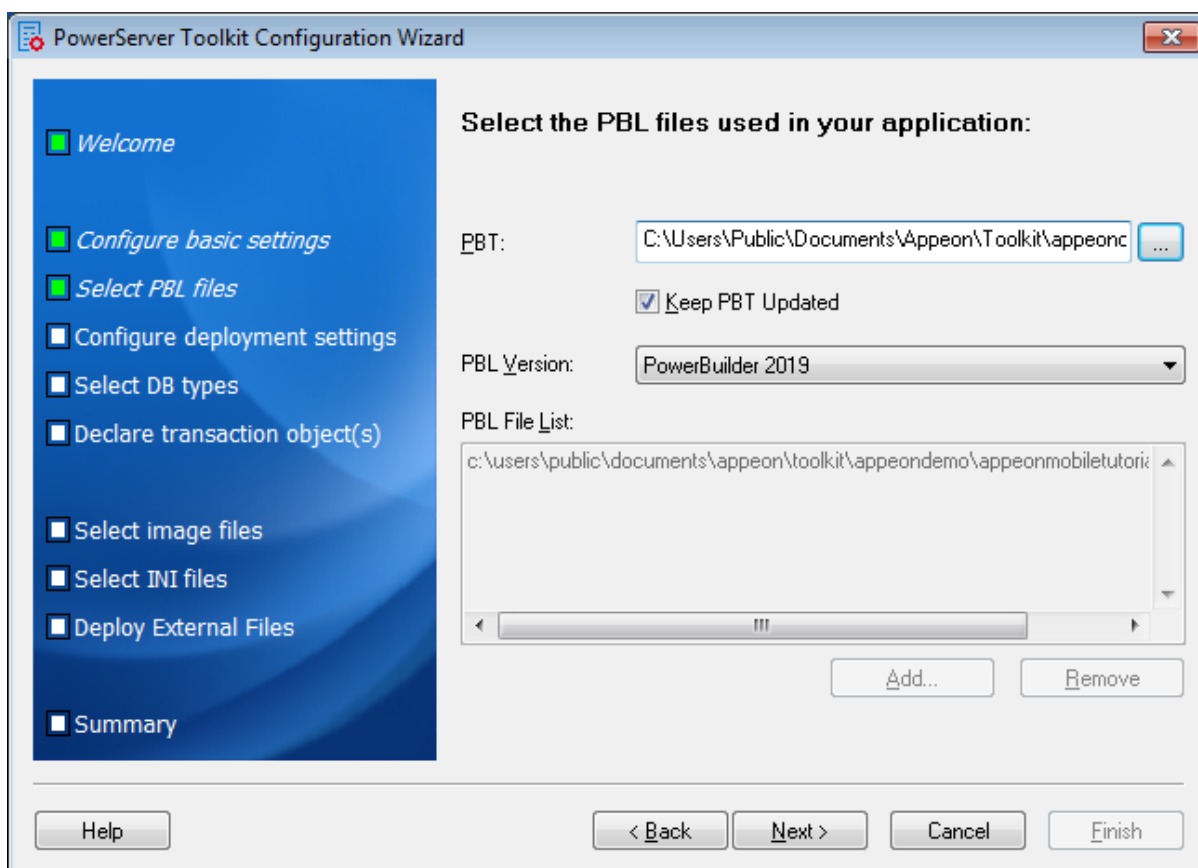 PowerServer Toolkit Configuration Wizard
Welcome
Configure basic settings
Select PBL files
Configure deployment settings
Select DB types
Declare transaction object(s)
Select image files
Select INI files
Deploy External Files
Summary
Select the PBL files used in your application:
PBT: C:\Users\Public\Documents\Appeon\Toolkit\appeond ...
Keep PBT Updated
PBL Version: PowerBuilder 2019
PBL File List:
c:\users\public\documents\appeon\toolkit\appeondemo\appeonmobiletutoria
Add... Remove
Help < Back Next > Cancel Finish